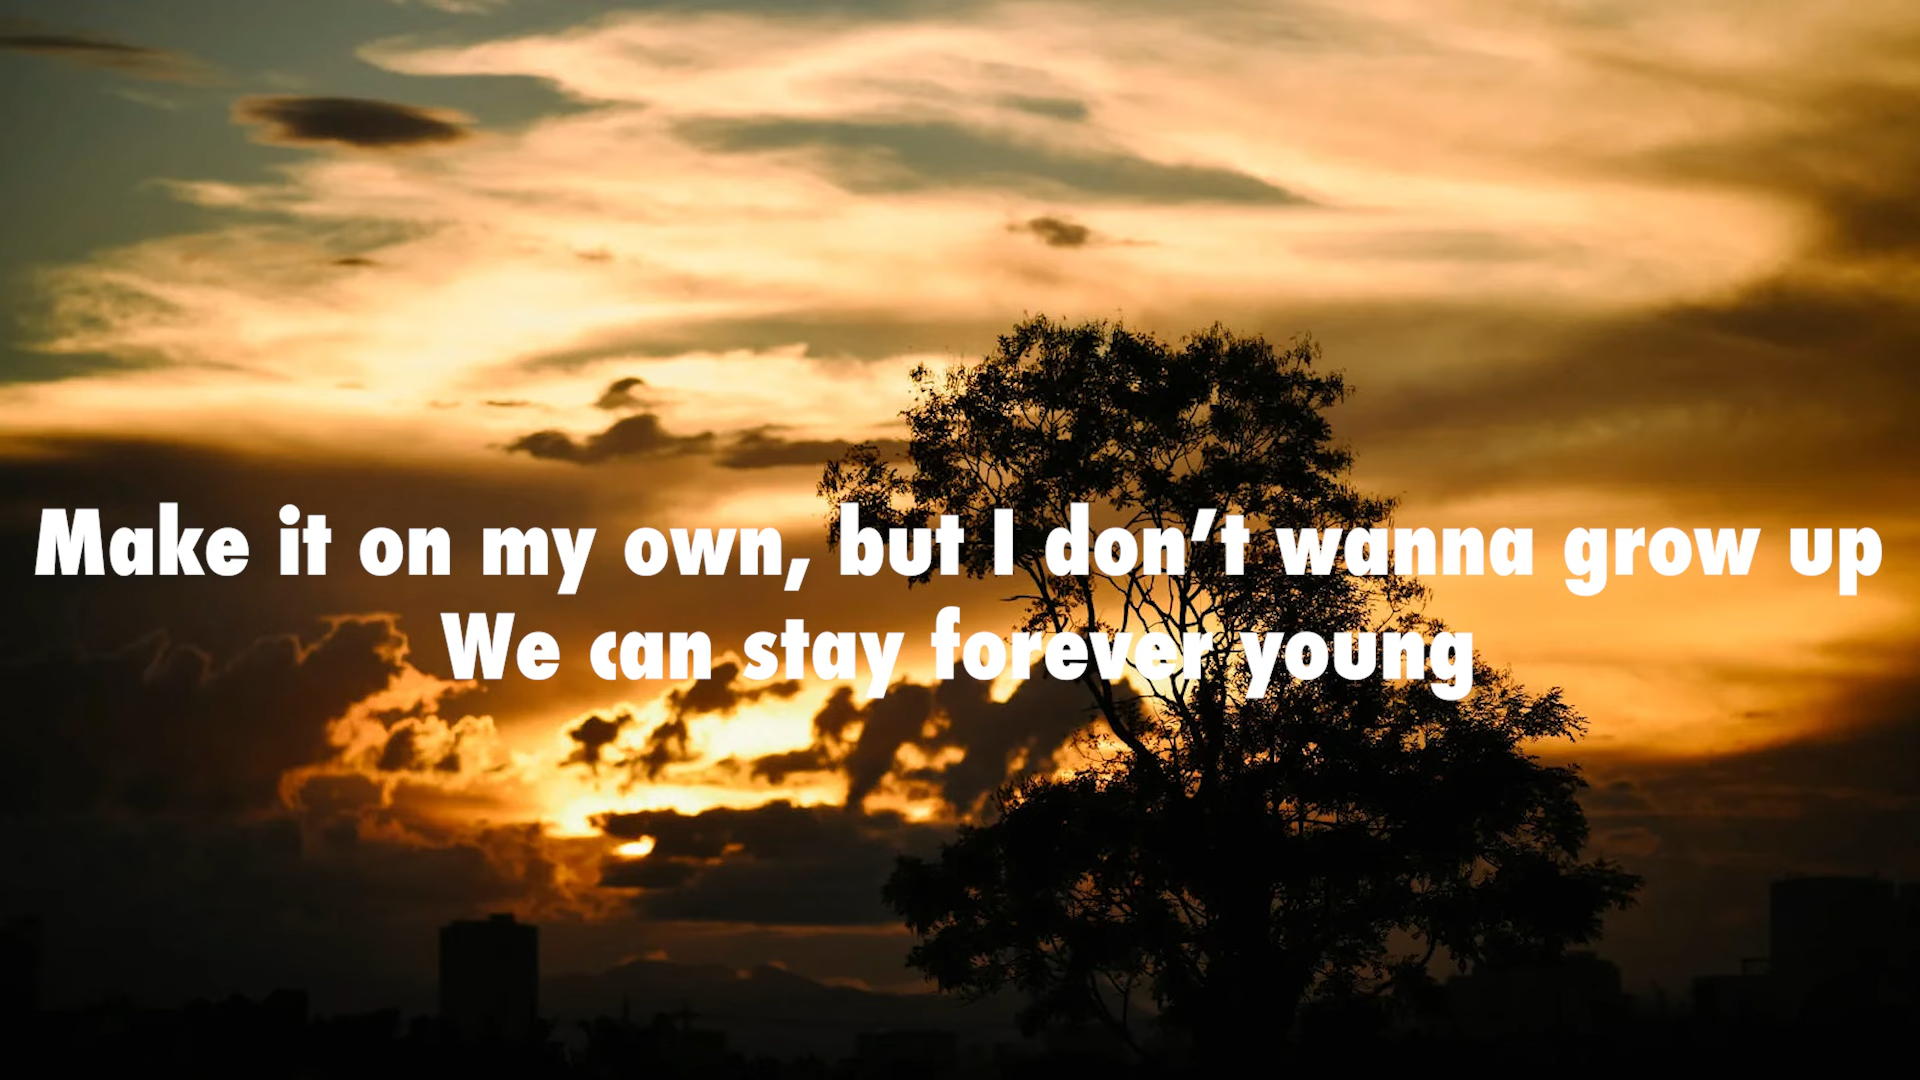 Make it on my own, but I don’t wanna grow up
We can stay forever young